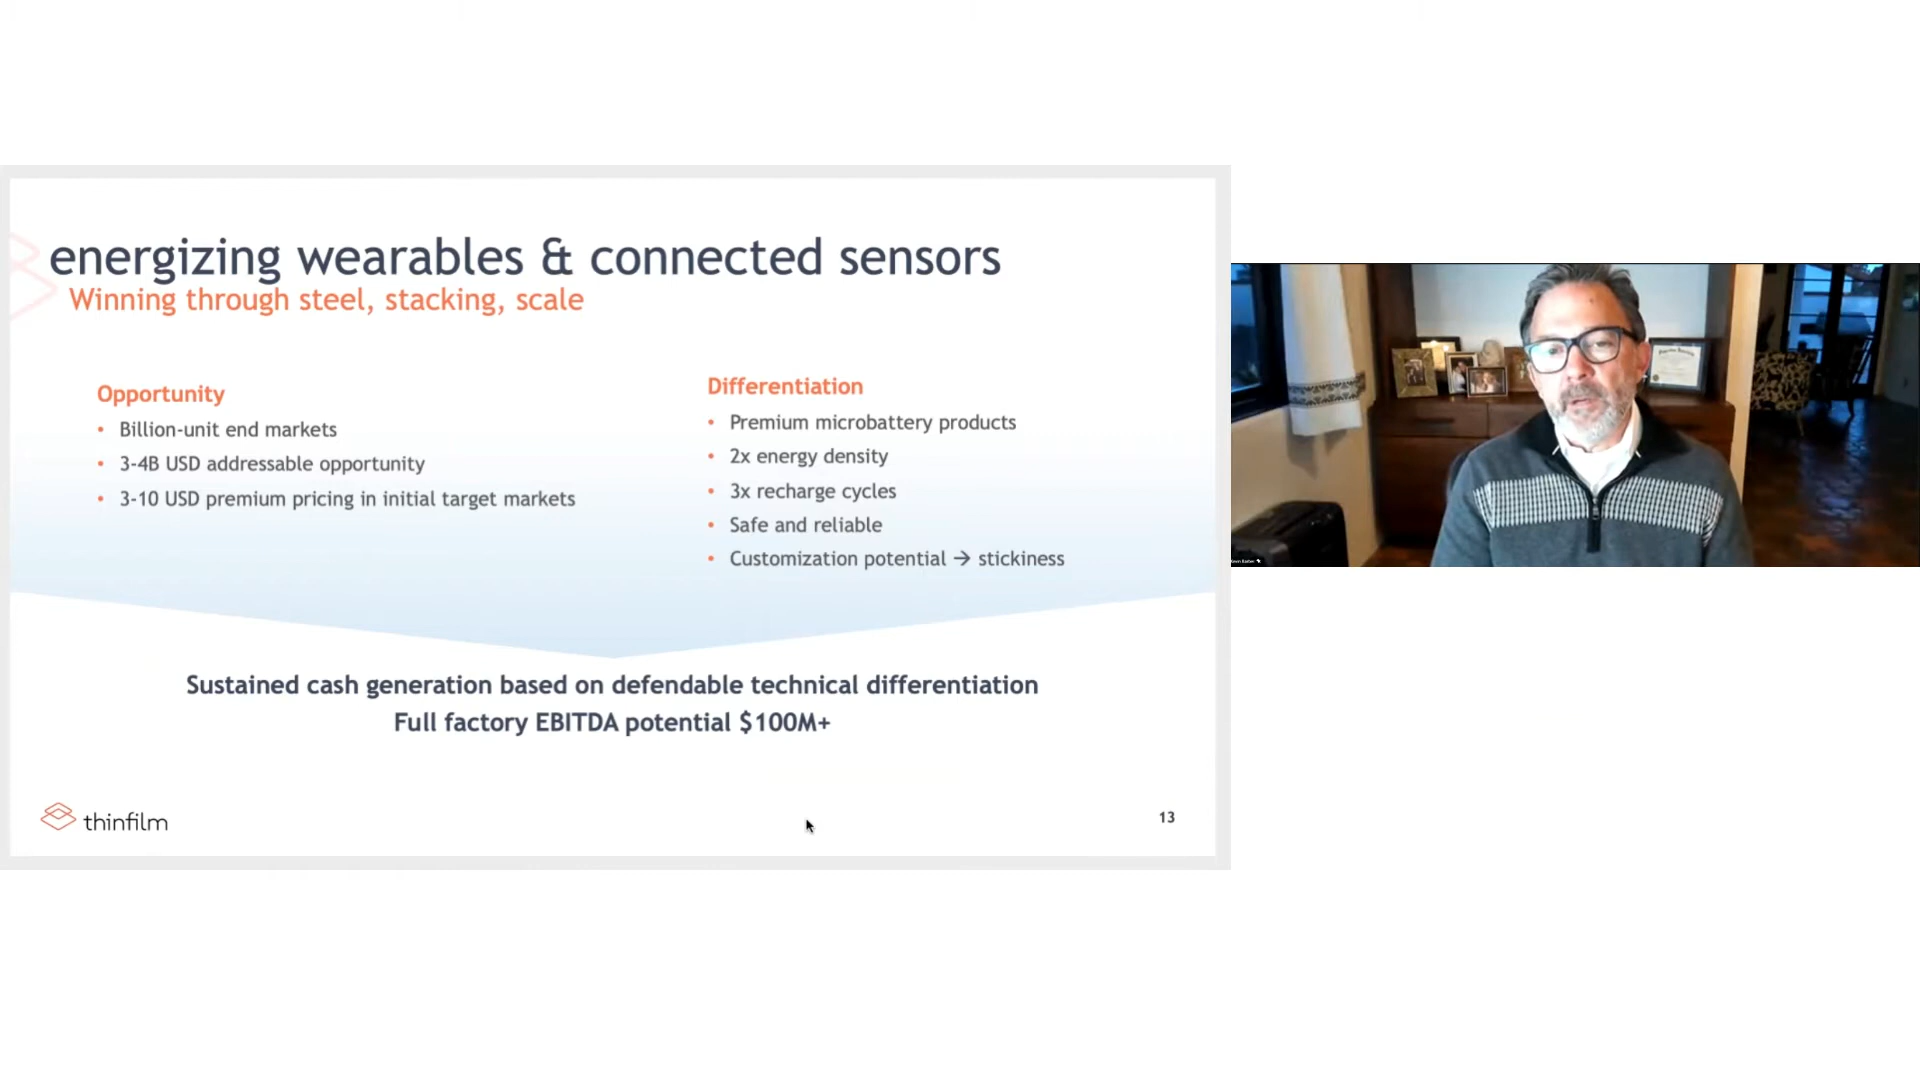 energizing wearables & connected sensors
Winning through steel, stacking, scale
Opportunity
• Billion-unit end markets
• 3-4B USD addressable opportunity
• 3-10 USD premium pricing in initial target markets
Differentiation
• Premium microbattery products
• 2x energy density
• 3x recharge cycles
• Safe and reliable
• Customization potential → stickiness
Sustained cash generation based on defendable technical differentiation
Full factory EBITDA potential $100M+
thinfilm
13